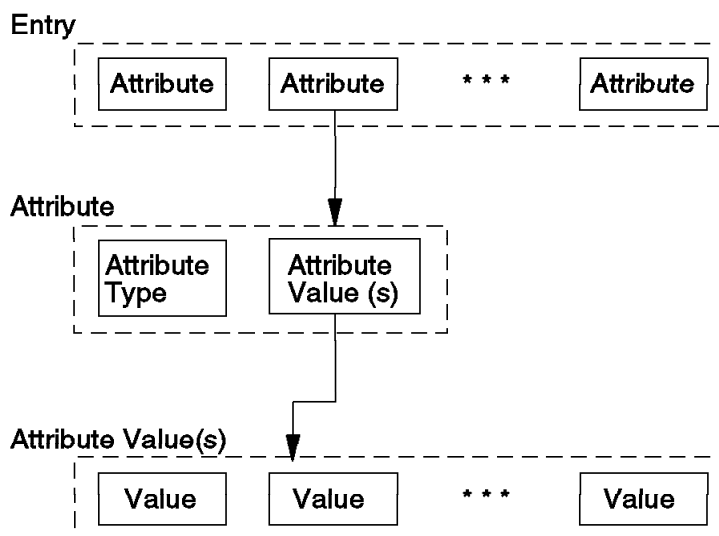 Entry
Attribute Attribute * * * Attribute
Attribute
Attribute Attribute
Type Value (s)
Attribute Value(s)
Value Value * * * Value